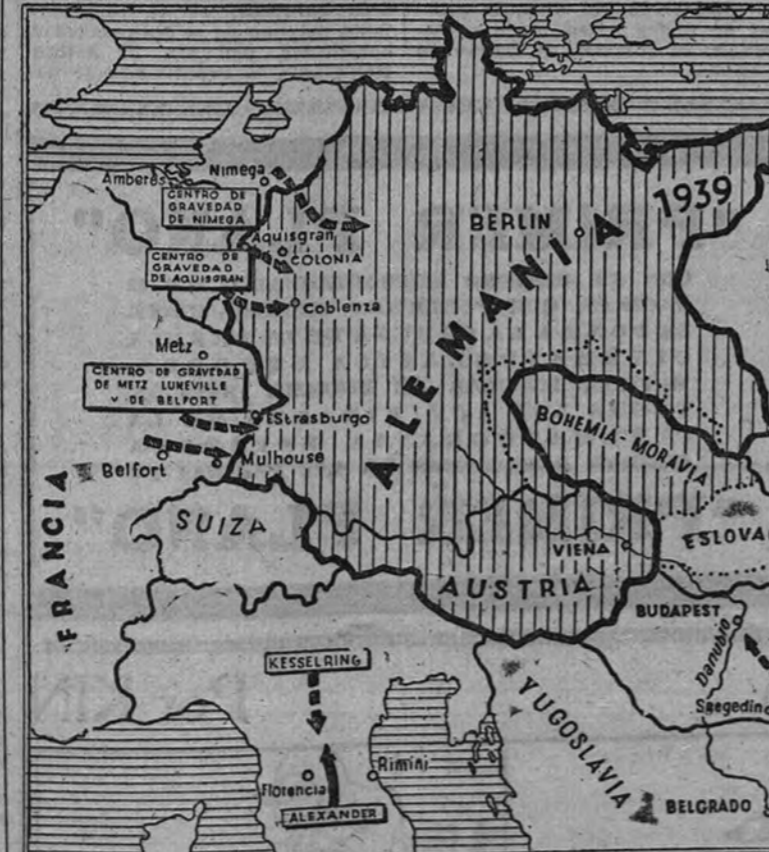 1939
Nimega
Amberes
CENTRO DE
GRAVEDAD
DE NIMEGA
BERLIN
Aquisgran
COLONIA
CENTRO DE
GRAVEDAD
DE AQUISGRAN
Coblenza
ALEMANIA
Metz
CENTRO DE GRAVEDAD
DE METZ LUNEVILLE
Y DE BELFORT
EStrasburgo
BOHEMIA-MORAVIA
Belfort
Mulhouse
FRANCIA
SUIZA
VIENA
ESLOVA
AUSTRIA
BUDAPEST
Danubio
KESSELRING
YUGOSLAVIA
Szegedino
Rimini
Florencia
ALEXANDER
BELGRADO